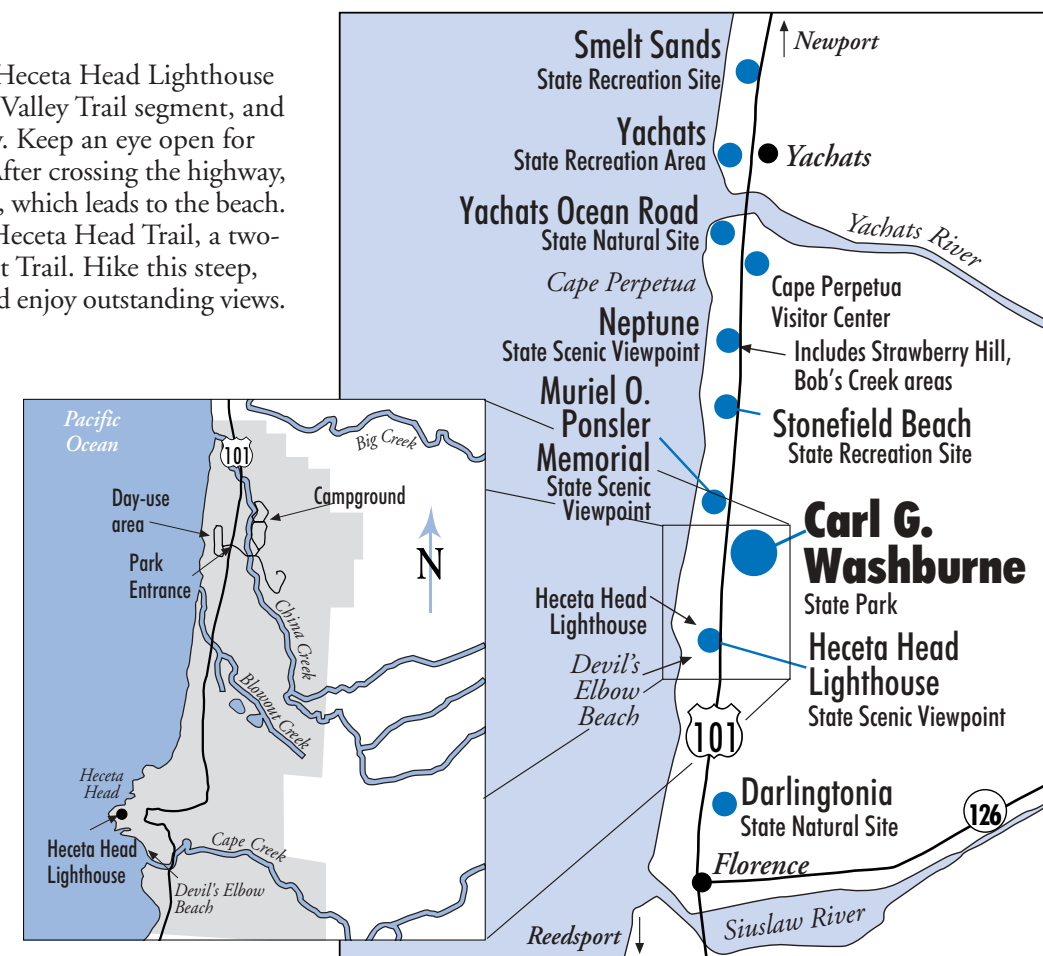 Heceta Head Lighthouse
Valley Trail segment, and
. Keep an eye open for
After crossing the highway,
, which leads to the beach.
Heceta Head Trail, a two-
t Trail. Hike this steep,
d enjoy outstanding views.
Newport
Smelt Sands
State Recreation Site
Yachats
State Recreation Area
Yachats
Yachats Ocean Road
State Natural Site
Yachats River
Cape Perpetua
Cape Perpetua
Visitor Center
Neptune
State Scenic Viewpoint
Includes Strawberry Hill,
Bob's Creek areas
Muriel O.
Ponsler
Memorial
State Scenic
Viewpoint
Stonefield Beach
State Recreation Site
Carl G.
Washburne
State Park
Heceta Head
Lighthouse
Devil's
Elbow
Beach
Heceta Head
Lighthouse
State Scenic Viewpoint
101
Darlingtonia
State Natural Site
126
Florence
Siuslaw River
Reedsport
Pacific
Ocean
101
Big Creek
Day-use
area
Campground
Park
Entrance
N
China Creek
Blowout Creek
Heceta
Head
Heceta Head
Lighthouse
Cape Creek
Devil's Elbow
Beach